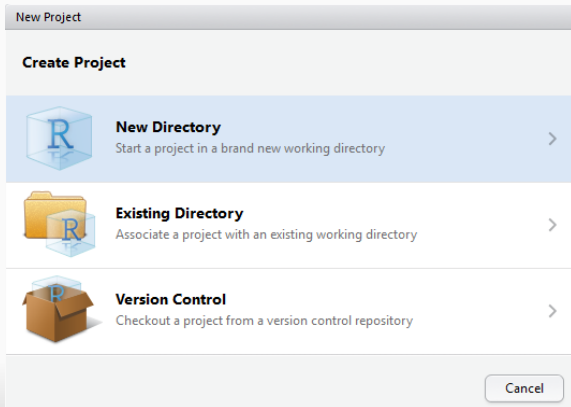 New Project
Create Project
R
New Directory
Start a project in a brand new working directory
R
Existing Directory
Associate a project with an existing working directory
R
Version Control
Checkout a project from a version control repository
Cancel